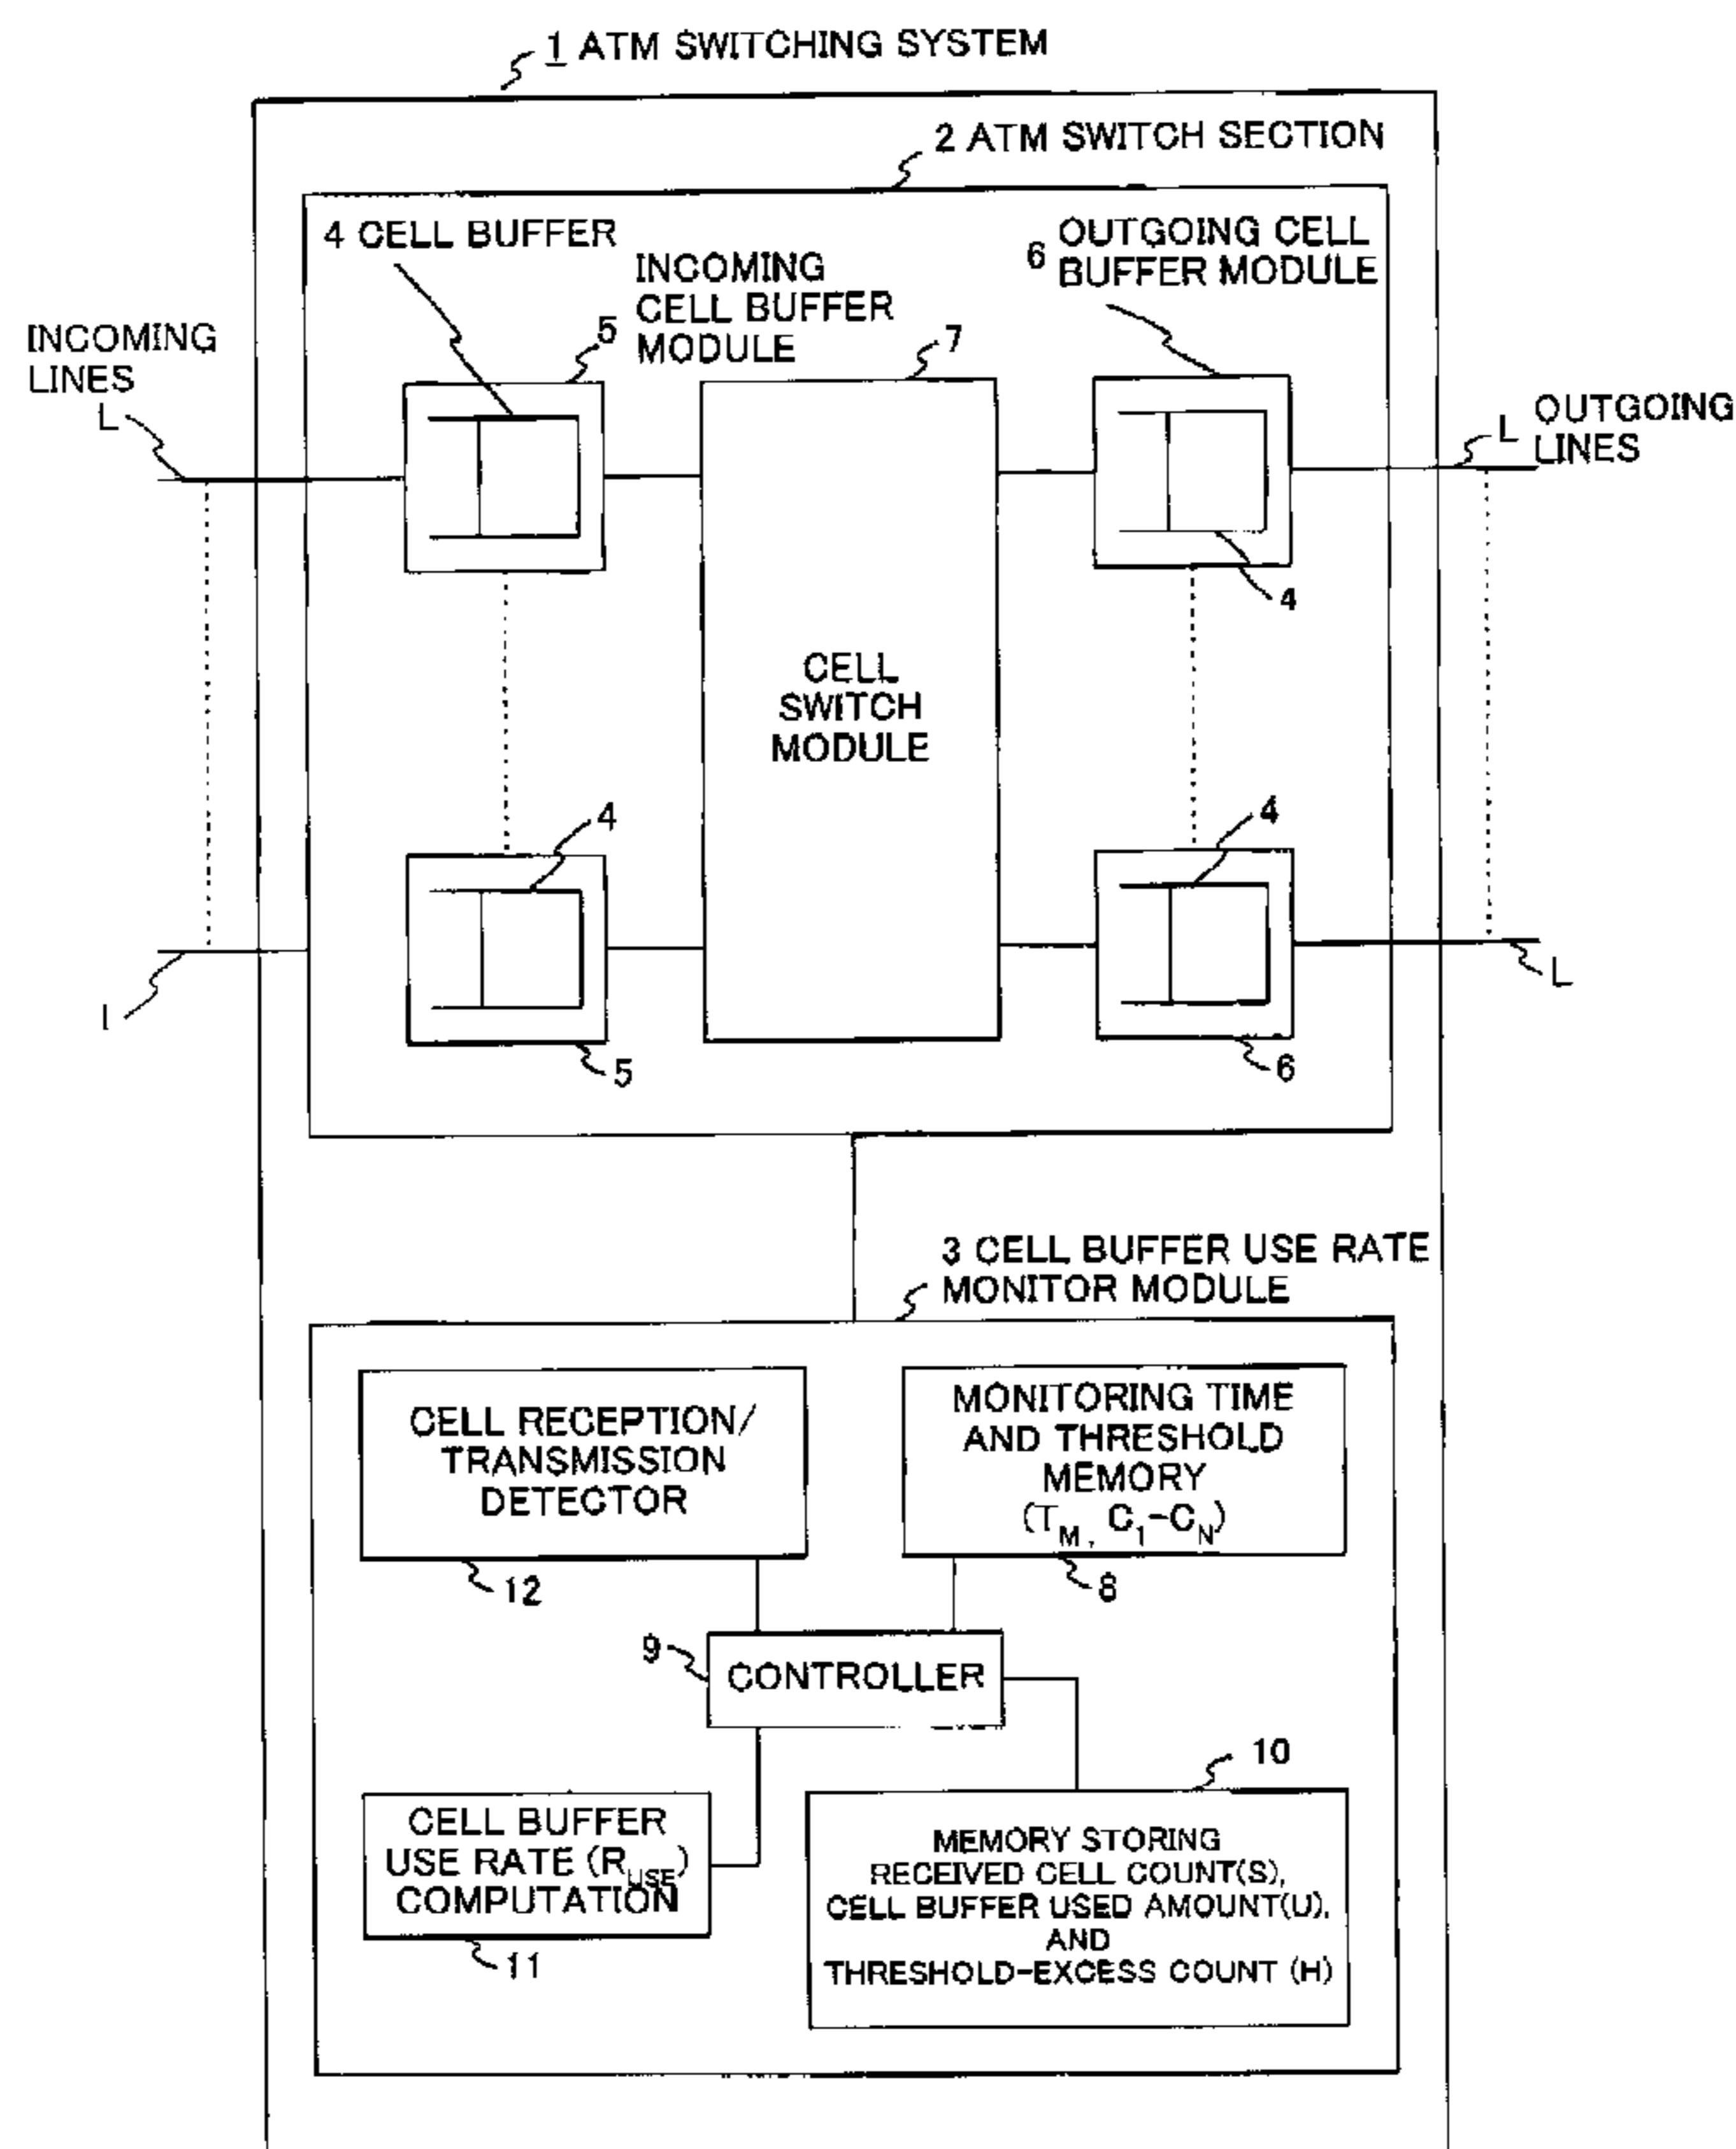 1 ATM SWITCHING SYSTEM
2 ATM SWITCH SECTION
4 CELL BUFFER
INCOMING
CELL BUFFER
MODULE
5
6
OUTGOING CELL
BUFFER MODULE
7
INCOMING
LINES
L
L
OUTGOING
LINES
4
CELL
SWITCH
MODULE
4
4
L
5
6
3 CELL BUFFER USE RATE
MONITOR MODULE
CELL RECEPTION/
TRANSMISSION
DETECTOR
12
MONITORING TIME
AND THRESHOLD
MEMORY
(TM, C1-CN)
8
9
CONTROLLER
10
CELL BUFFER
USE RATE (RUSE)
COMPUTATION
11
MEMORY STORING
RECEIVED CELL COUNT(S),
CELL BUFFER USED AMOUNT(U),
AND
THRESHOLD-EXCESS COUNT (H)